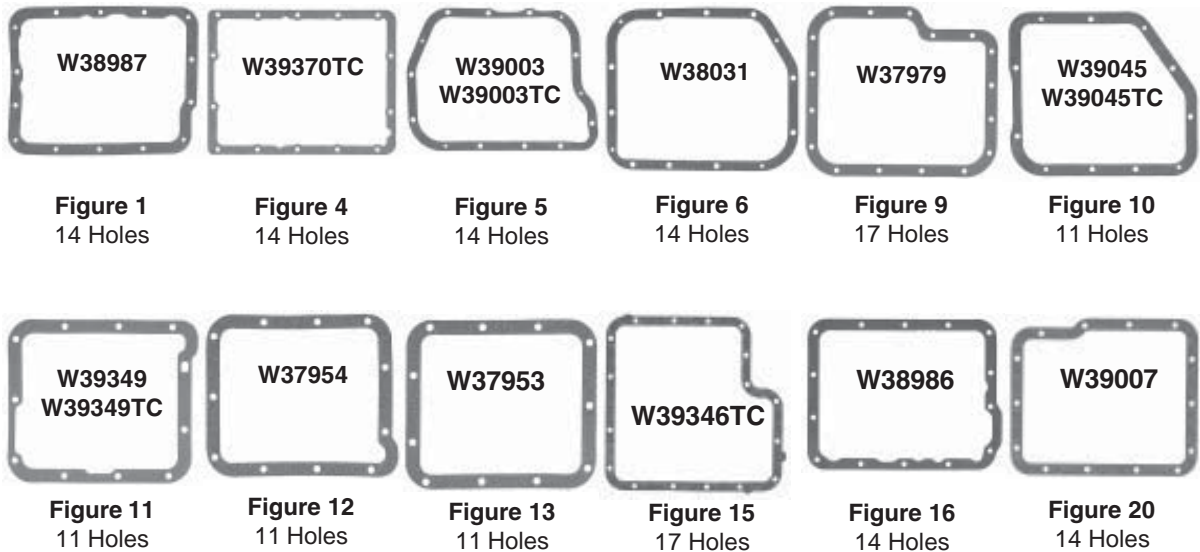 W38987
W39370TC
W39003
W39003TC
W38031
W37979
W39045
W39045TC
Figure 1
14 Holes
Figure 4
14 Holes
Figure 5
14 Holes
Figure 6
14 Holes
Figure 9
17 Holes
Figure 10
11 Holes
W39349
W39349TC
W37954
W37953
W39346TC
W38986
W39007
Figure 11
11 Holes
Figure 12
11 Holes
Figure 13
11 Holes
Figure 15
17 Holes
Figure 16
14 Holes
Figure 20
14 Holes